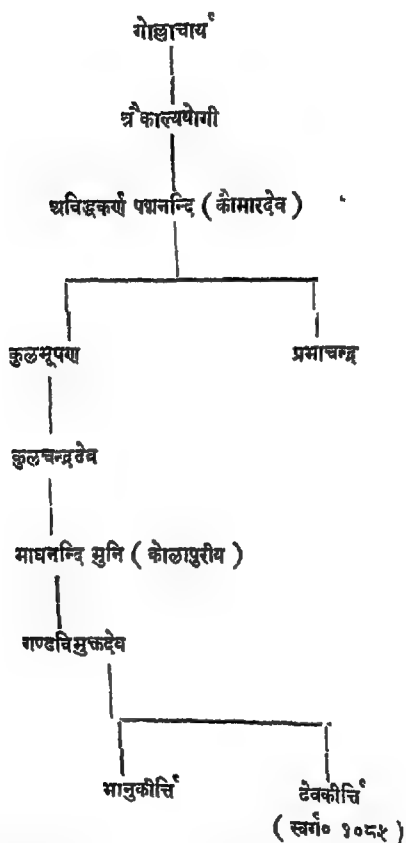 गोल्लाचार्य
त्रैकाल्ययोगी
अविद्धकर्ण पद्मनन्दि ( कौमारदेव )
कुलभूषण प्रभाचन्द्र
कुलचन्द्रदेव
माघनन्दि मुनि ( कोलापुरीय )
गण्डविमुक्तदेव
भानुकीर्त्ति देवकीर्त्ति
( स्वर्ग० १०८५ )